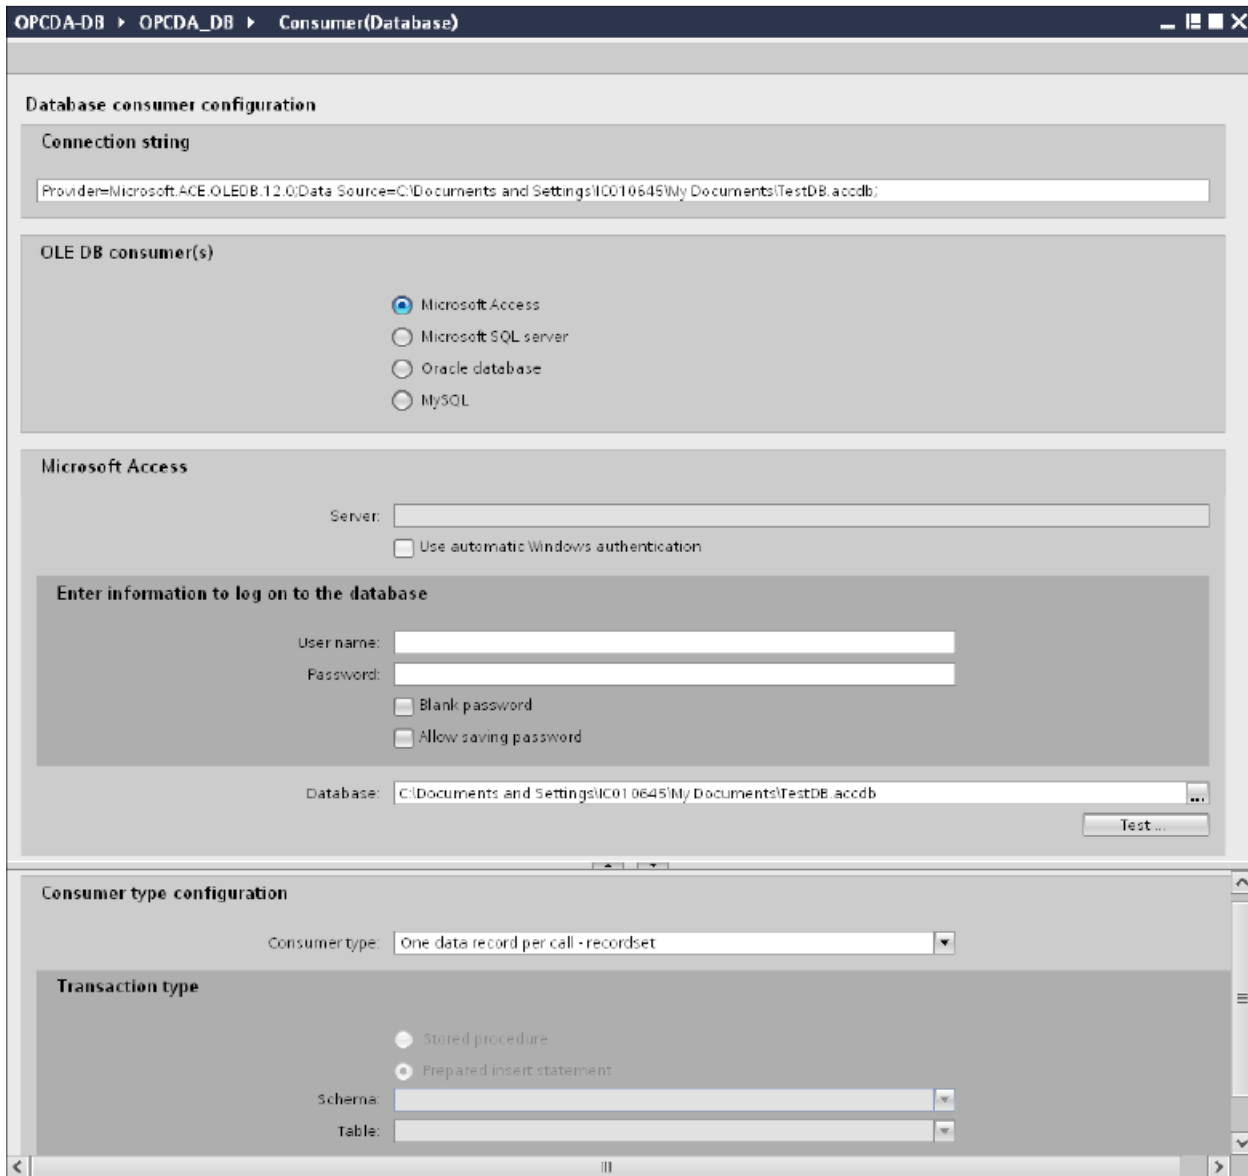 OPCDA-DB ▸ OPCDA_DB ▸ Consumer(Database)
Database consumer configuration
Connection string
Provider=Microsoft.ACE.OLEDB.12.0;Data Source=C:\Documents and Settings\IC010645\My Documents\TestDB.accdb;
OLE DB consumer(s)
Microsoft Access
Microsoft SQL server
Oracle database
MySQL
Microsoft Access
Server:
Use automatic Windows authentication
Enter information to log on to the database
User name:
Password:
Blank password
Allow saving password
Database: C:\Documents and Settings\IC010645\My Documents\TestDB.accdb ...
Test ...
Consumer type configuration
Consumer type: One data record per call - recordset
Transaction type
Stored procedure
Prepared insert statement
Schema:
Table: